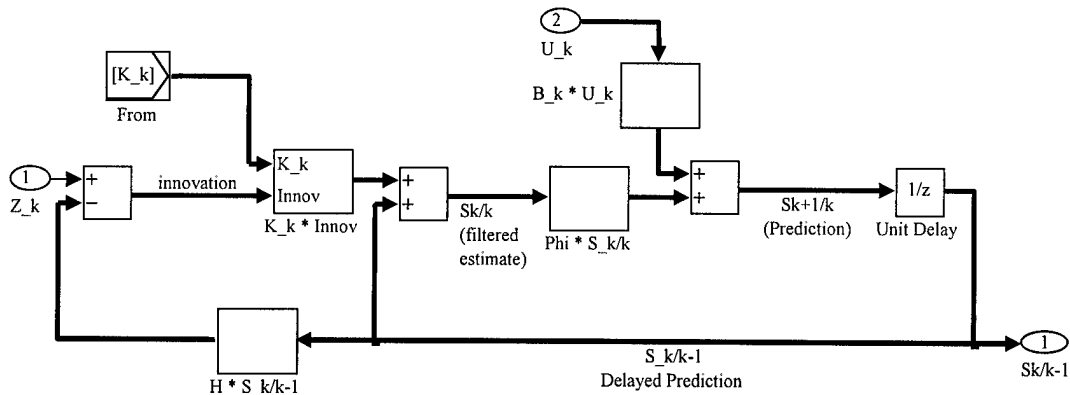 2
U_k
[K_k]
From
B_k * U_k
1
Z_k
+
−
innovation
K_k
Innov
K_k * Innov
+
+
Sk/k
(filtered
estimate)
Phi * S_k/k
+
+
Sk+1/k
(Prediction)
1/z
Unit Delay
H * S_k/k-1
S_k/k-1
Delayed Prediction
1
Sk/k-1